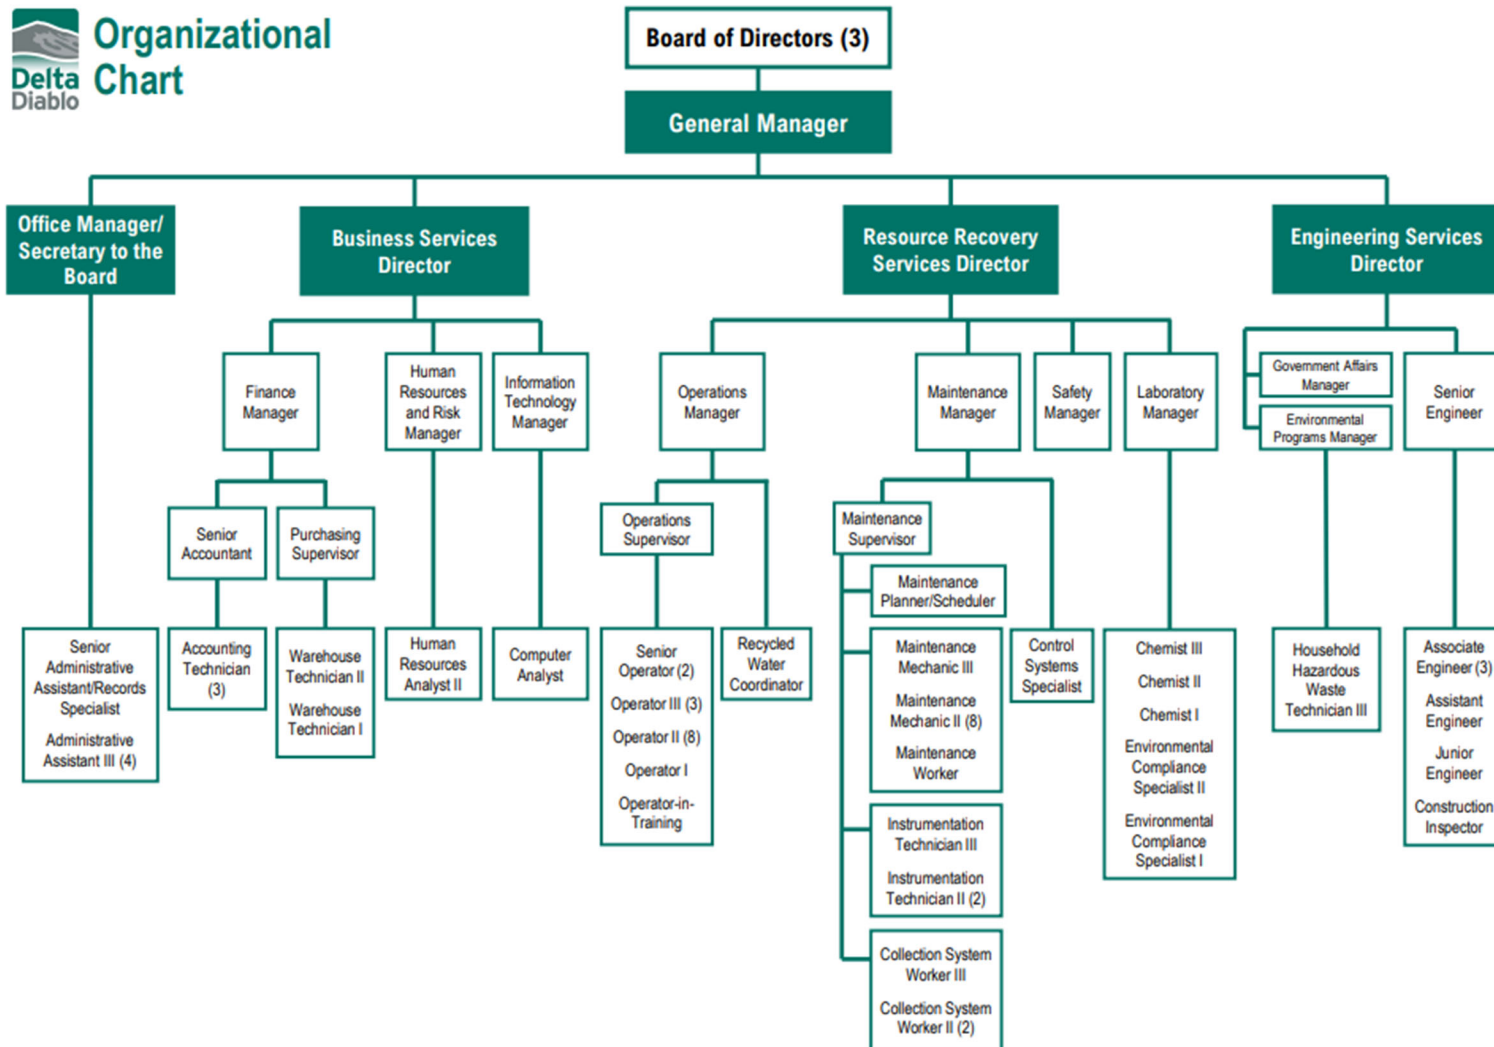 Delta
Diablo
Organizational
Chart
Board of Directors (3)
General Manager
Office Manager/
Secretary to the
Board
Business Services
Director
Resource Recovery
Services Director
Engineering Services
Director
Finance
Manager
Human
Resources
and Risk
Manager
Information
Technology
Manager
Operations
Manager
Maintenance
Manager
Safety
Manager
Laboratory
Manager
Government Affairs
Manager
Environmental
Programs Manager
Senior
Engineer
Senior
Accountant
Purchasing
Supervisor
Operations
Supervisor
Maintenance
Supervisor
Maintenance
Planner/Scheduler
Senior
Administrative
Assistant/Records
Specialist
Administrative
Assistant III (4)
Accounting
Technician
(3)
Warehouse
Technician II
Warehouse
Technician I
Human
Resources
Analyst II
Computer
Analyst
Senior
Operator (2)
Operator III (3)
Operator II (8)
Operator I
Operator-in-
Training
Recycled
Water
Coordinator
Maintenance
Mechanic III
Maintenance
Mechanic II (8)
Maintenance
Worker
Instrumentation
Technician III
Instrumentation
Technician II (2)
Collection System
Worker III
Collection System
Worker II (2)
Control
Systems
Specialist
Chemist III
Chemist II
Chemist I
Environmental
Compliance
Specialist II
Environmental
Compliance
Specialist I
Household
Hazardous
Waste
Technician III
Associate
Engineer (3)
Assistant
Engineer
Junior
Engineer
Construction
Inspector